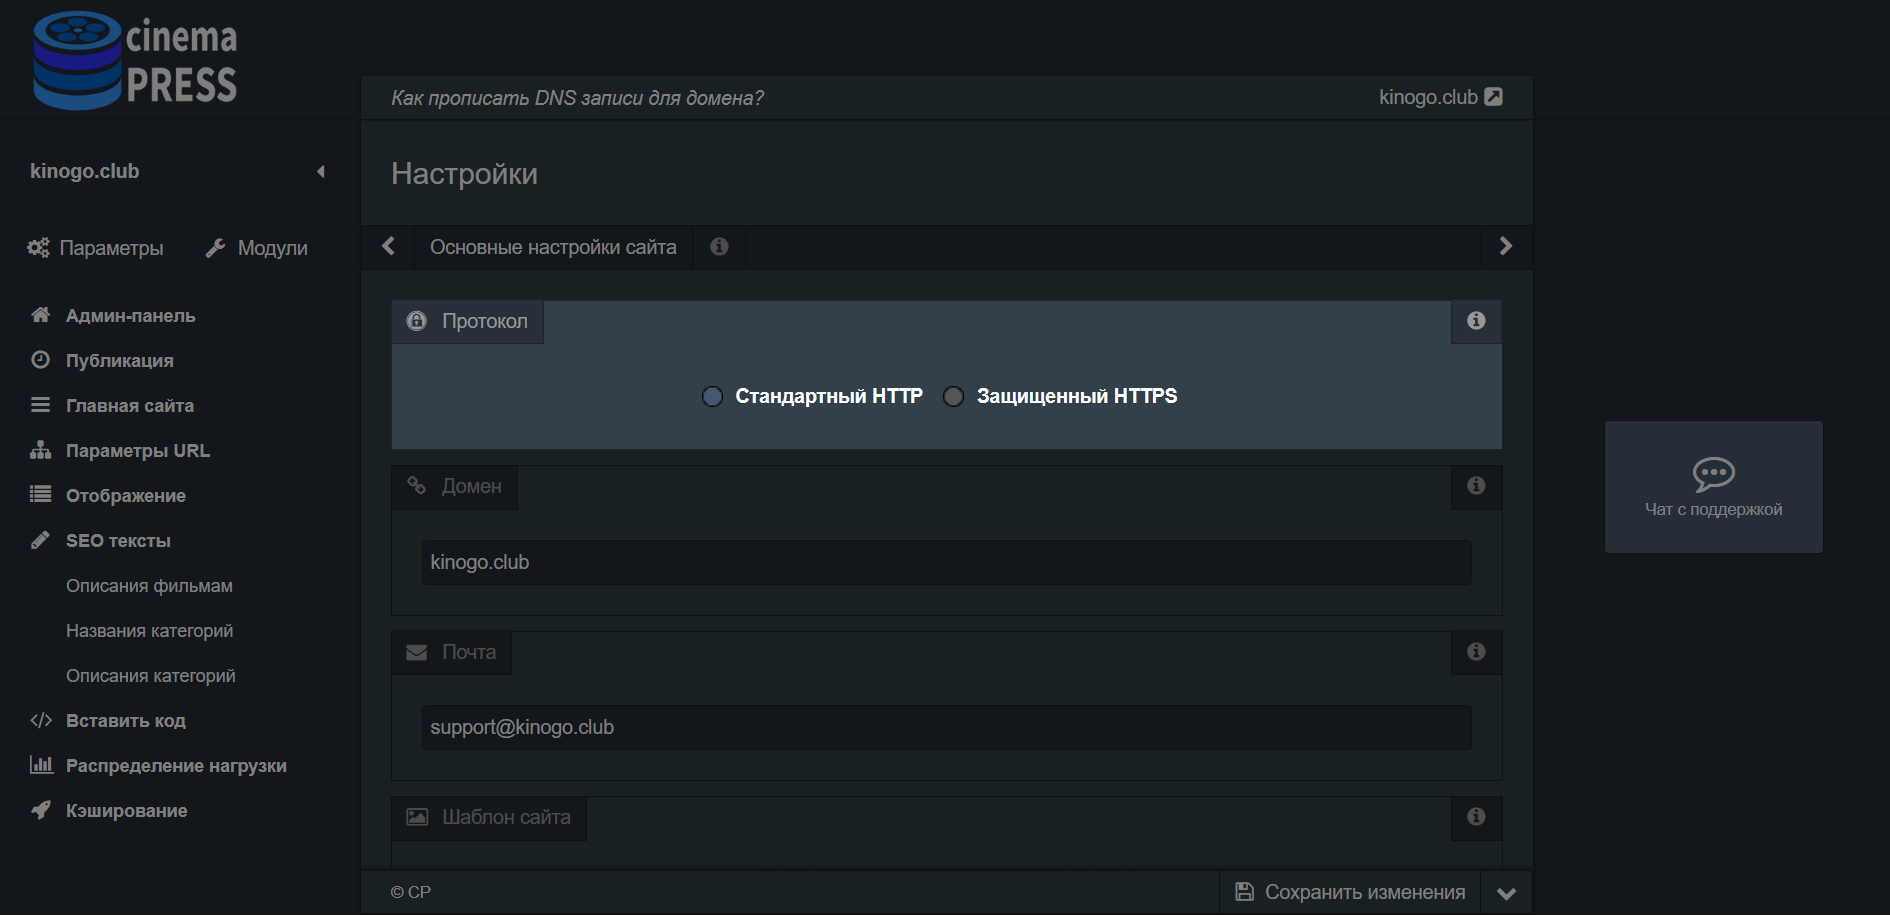 cinema
PRESS
Как прописать DNS записи для домена?
kinogo.club
kinogo.club
Настройки
Параметры
Модули
Основные настройки сайта
Админ-панель
Публикация
Главная сайта
Параметры URL
Отображение
SEO тексты
Описания фильмам
Названия категорий
Описания категорий
Вставить код
Распределение нагрузки
Кэширование
Протокол
Стандартный HTTP
Защищенный HTTPS
Домен
kinogo.club
Почта
support@kinogo.club
Шаблон сайта
Чат с поддержкой
© CP
Сохранить изменения